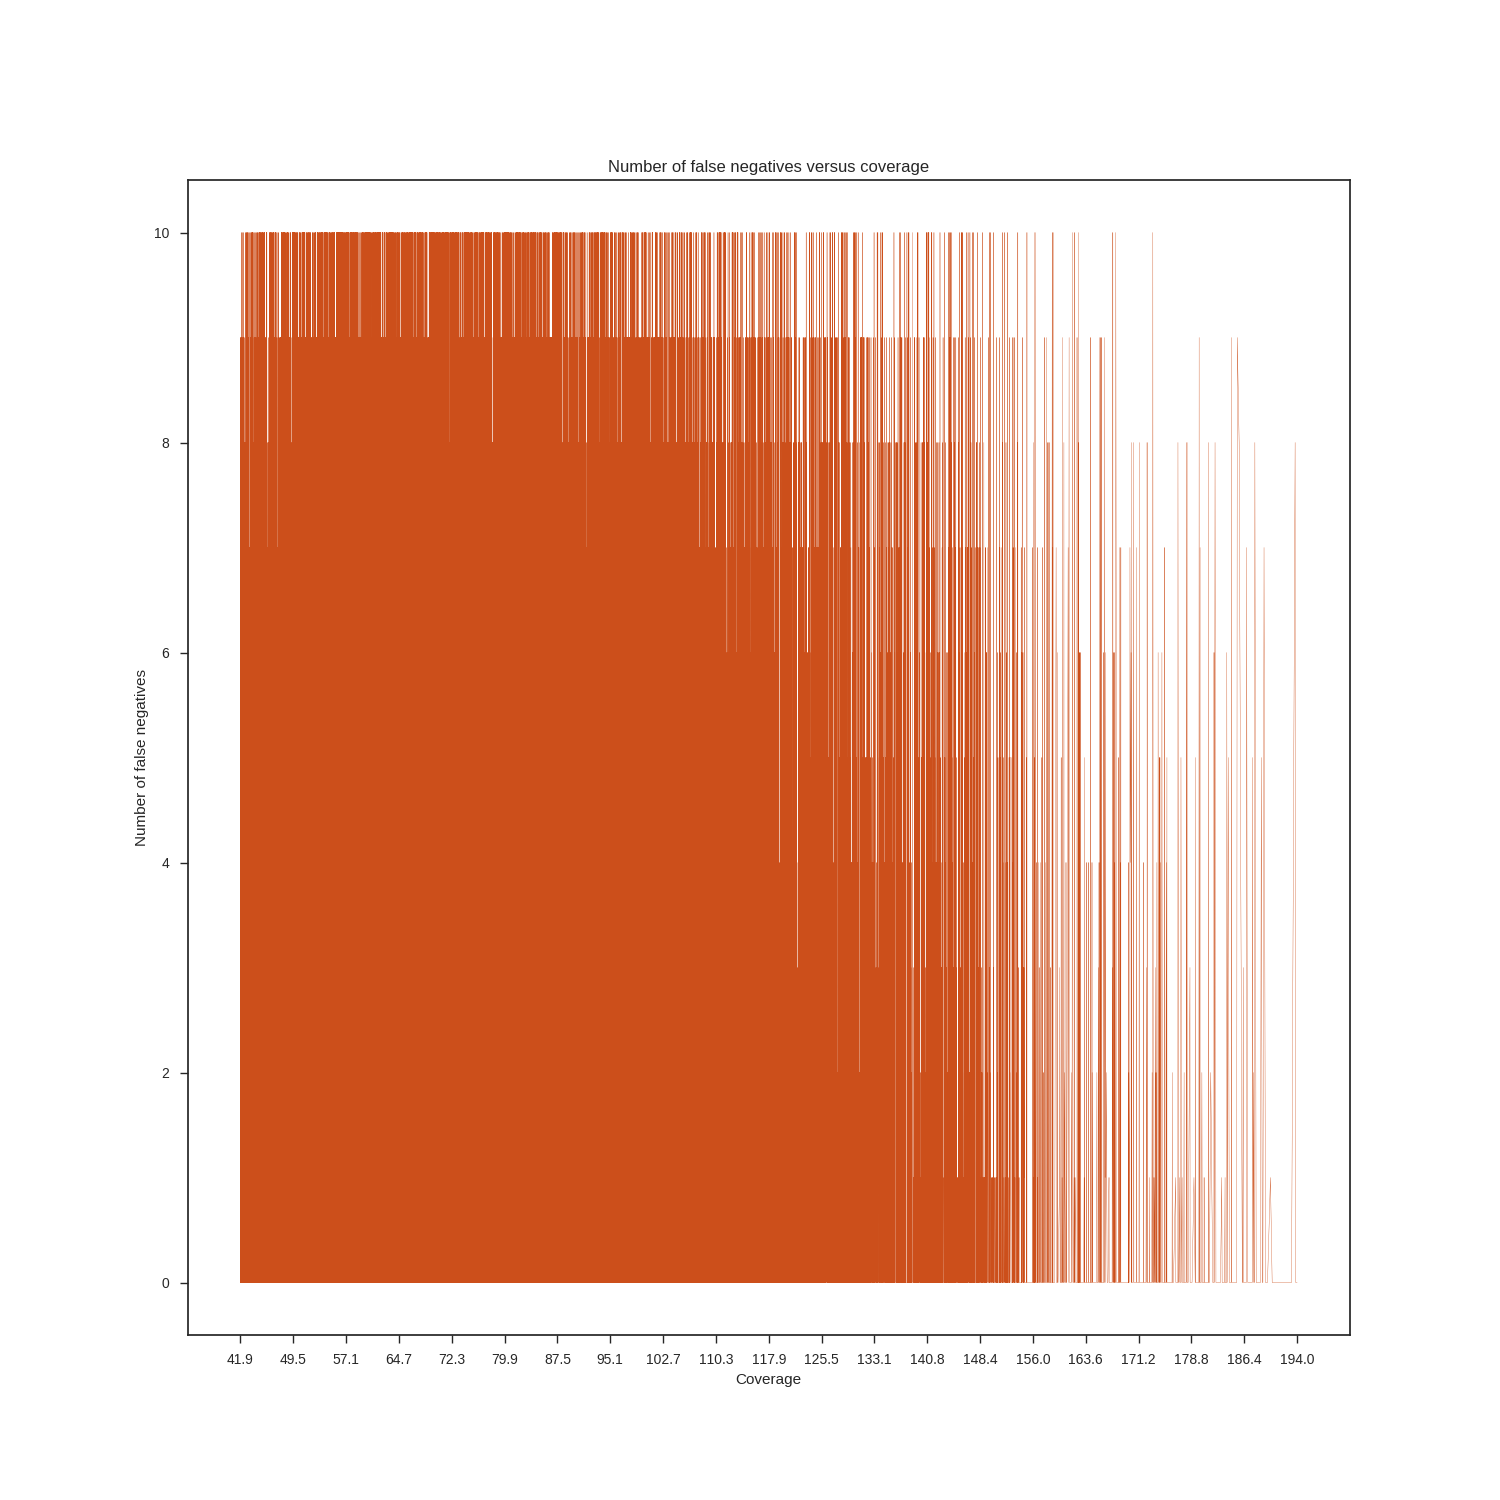 Number of false negatives versus coverage
10
8
6
4
2
0
Number of false negatives
41.9 49.5 57.1 64.7 72.3 79.9 87.5 95.1 102.7 110.3 117.9 125.5 133.1 140.8 148.4 156.0 163.6 171.2 178.8 186.4 194.0
Coverage